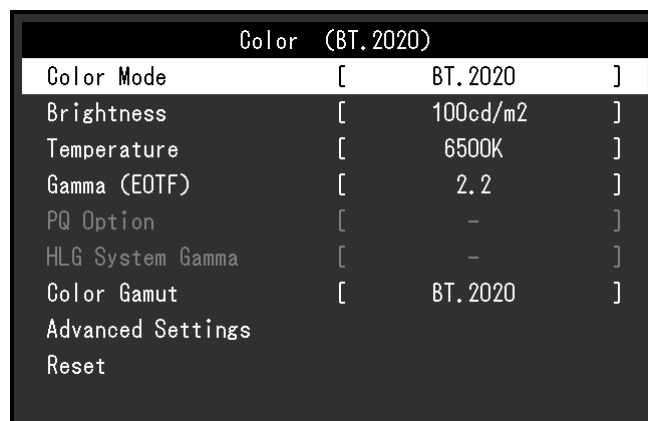 Color (BT.2020)
Color Mode [ BT.2020 ]
Brightness [ 100cd/m2 ]
Temperature [ 6500K ]
Gamma (EOTF) [ 2.2 ]
PQ Option [ – ]
HLG System Gamma [ – ]
Color Gamut [ BT.2020 ]
Advanced Settings
Reset